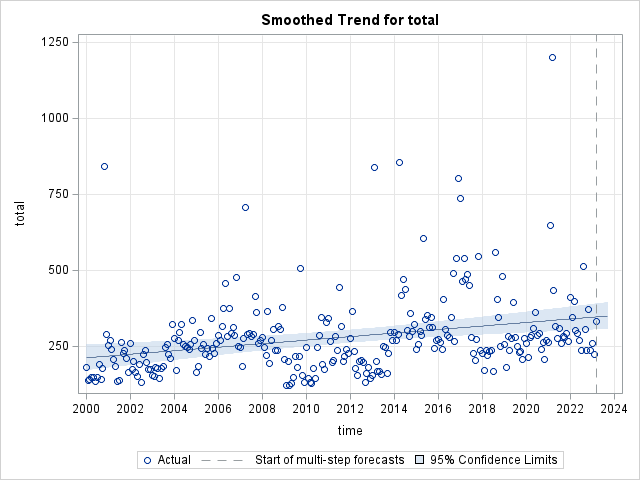 Smoothed Trend for total
1250
1000
750
500
250
total
2000 2002 2004 2006 2008 2010 2012 2014 2016 2018 2020 2022 2024
time
Actual Start of multi-step forecasts 95% Confidence Limits